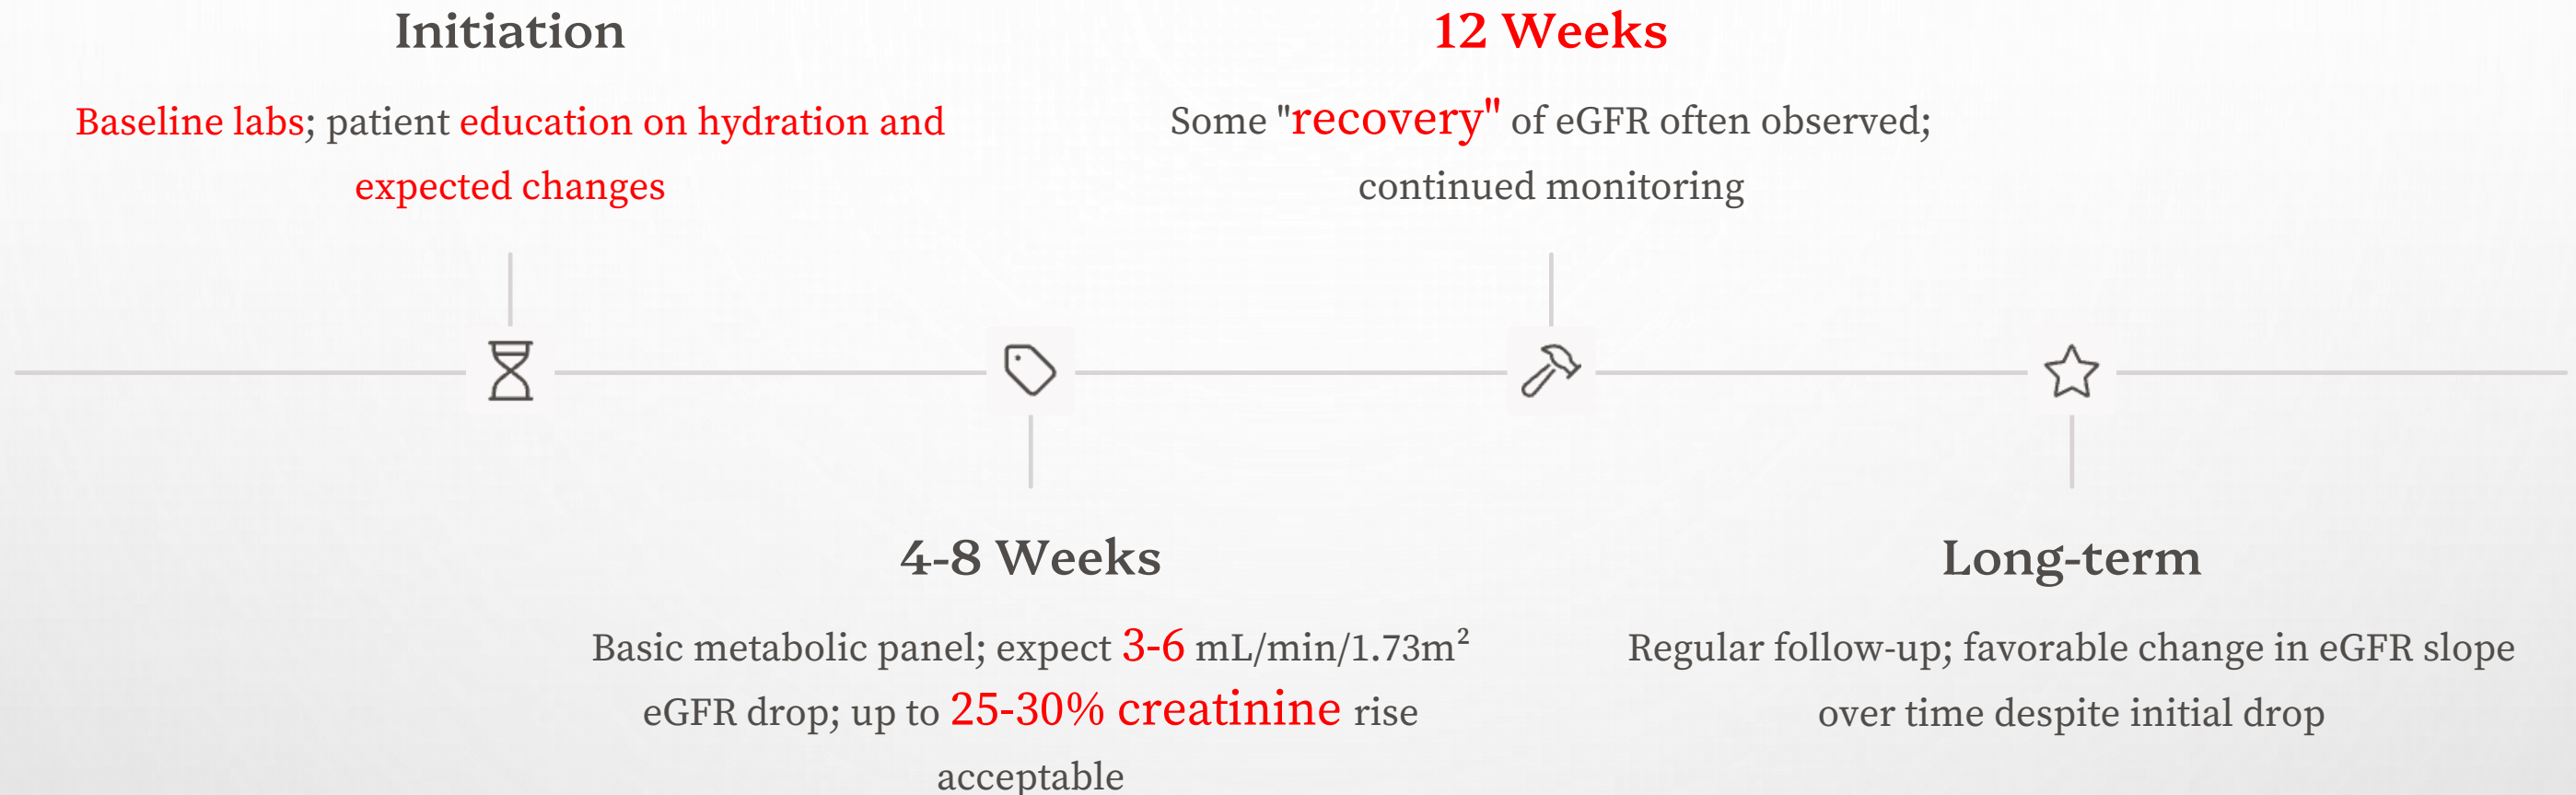 Initiation
Baseline labs; patient education on hydration and
expected changes
12 Weeks
Some "recovery" of eGFR often observed;
continued monitoring
4-8 Weeks
Basic metabolic panel; expect 3-6 mL/min/1.73m²
eGFR drop; up to 25-30% creatinine rise
acceptable
Long-term
Regular follow-up; favorable change in eGFR slope
over time despite initial drop